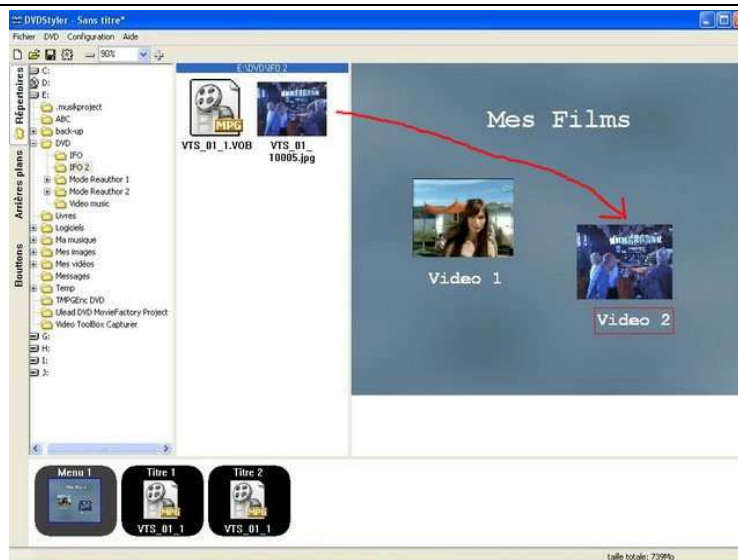 DVDStyler - Sans titre*
Fichier DVD Configuration Aide
90%
Répertoires
Arrières plans
Bouttons
C:
D:
E:
.musikproject
ABC
back-up
DVD
IFO
IFO 2
Mode Reauthor 1
Mode Reauthor 2
Video music
Livres
Logiciels
Ma musique
Mes images
Mes vidéos
Messages
Temp
TMPGEnc DVD
Ulead DVD MovieFactory Project
Video ToolBox Capturer
G:
H:
I:
J:
E:\DVD\IFO 2
MPG
VTS_01_1.VOB
VTS_01_
10005.jpg
Mes Films
Video 1
Video 2
Menu 1
Titre 1
MPG
VTS_01_1
Titre 2
MPG
VTS_01_1
taille totale: 739Mo